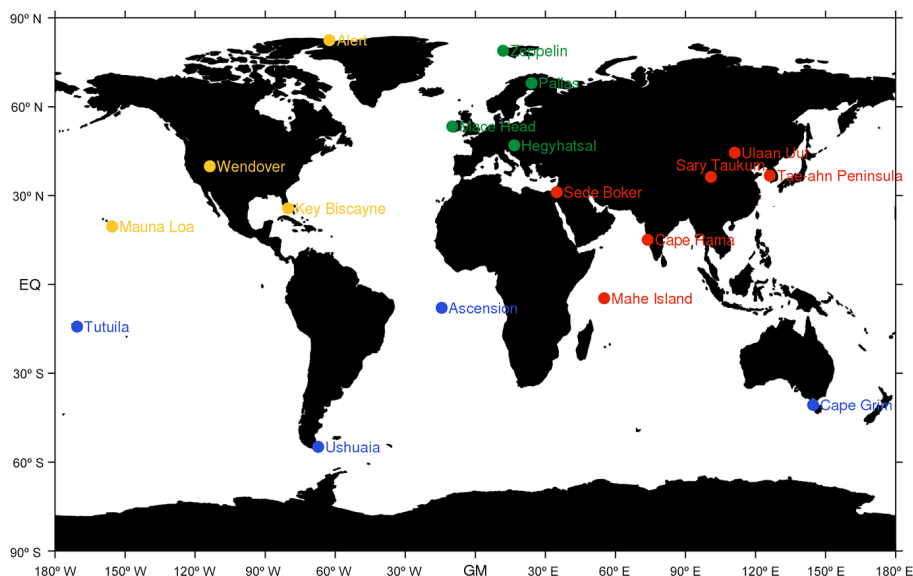 90º N
Alert
Zeppelin
Pallas
60º N
Mace Head
Hegyhatsal
Ulaan Uul
Wendover
Sary Taukum
Tae-ahn Peninsula
30º N
Sede Boker
Key Biscayne
Mauna Loa
Cape Rama
EQ
Mahe Island
Ascension
Tutuila
30º S
Cape Grim
Ushuaia
60º S
90º S
180º W 150º W 120º W 90º W 60º W 30º W GM 30º E 60º E 90º E 120º E 150º E 180º E